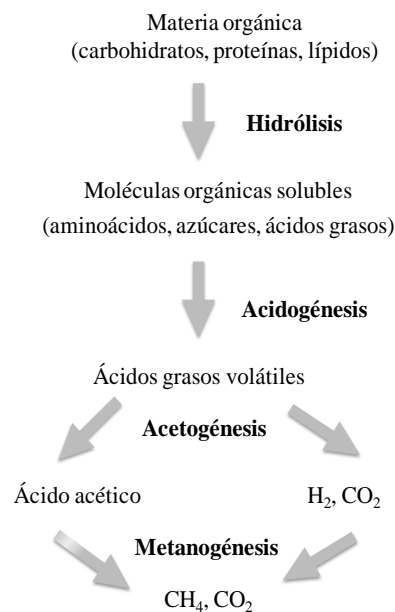 Materia orgánica
(carbohidratos, proteínas, lípidos)
Hidrólisis
Moléculas orgánicas solubles
(aminoácidos, azúcares, ácidos grasos)
Acidogénesis
Ácidos grasos volátiles
Acetogénesis
Ácido acético
H₂, CO₂
Metanogénesis
CH₄, CO₂